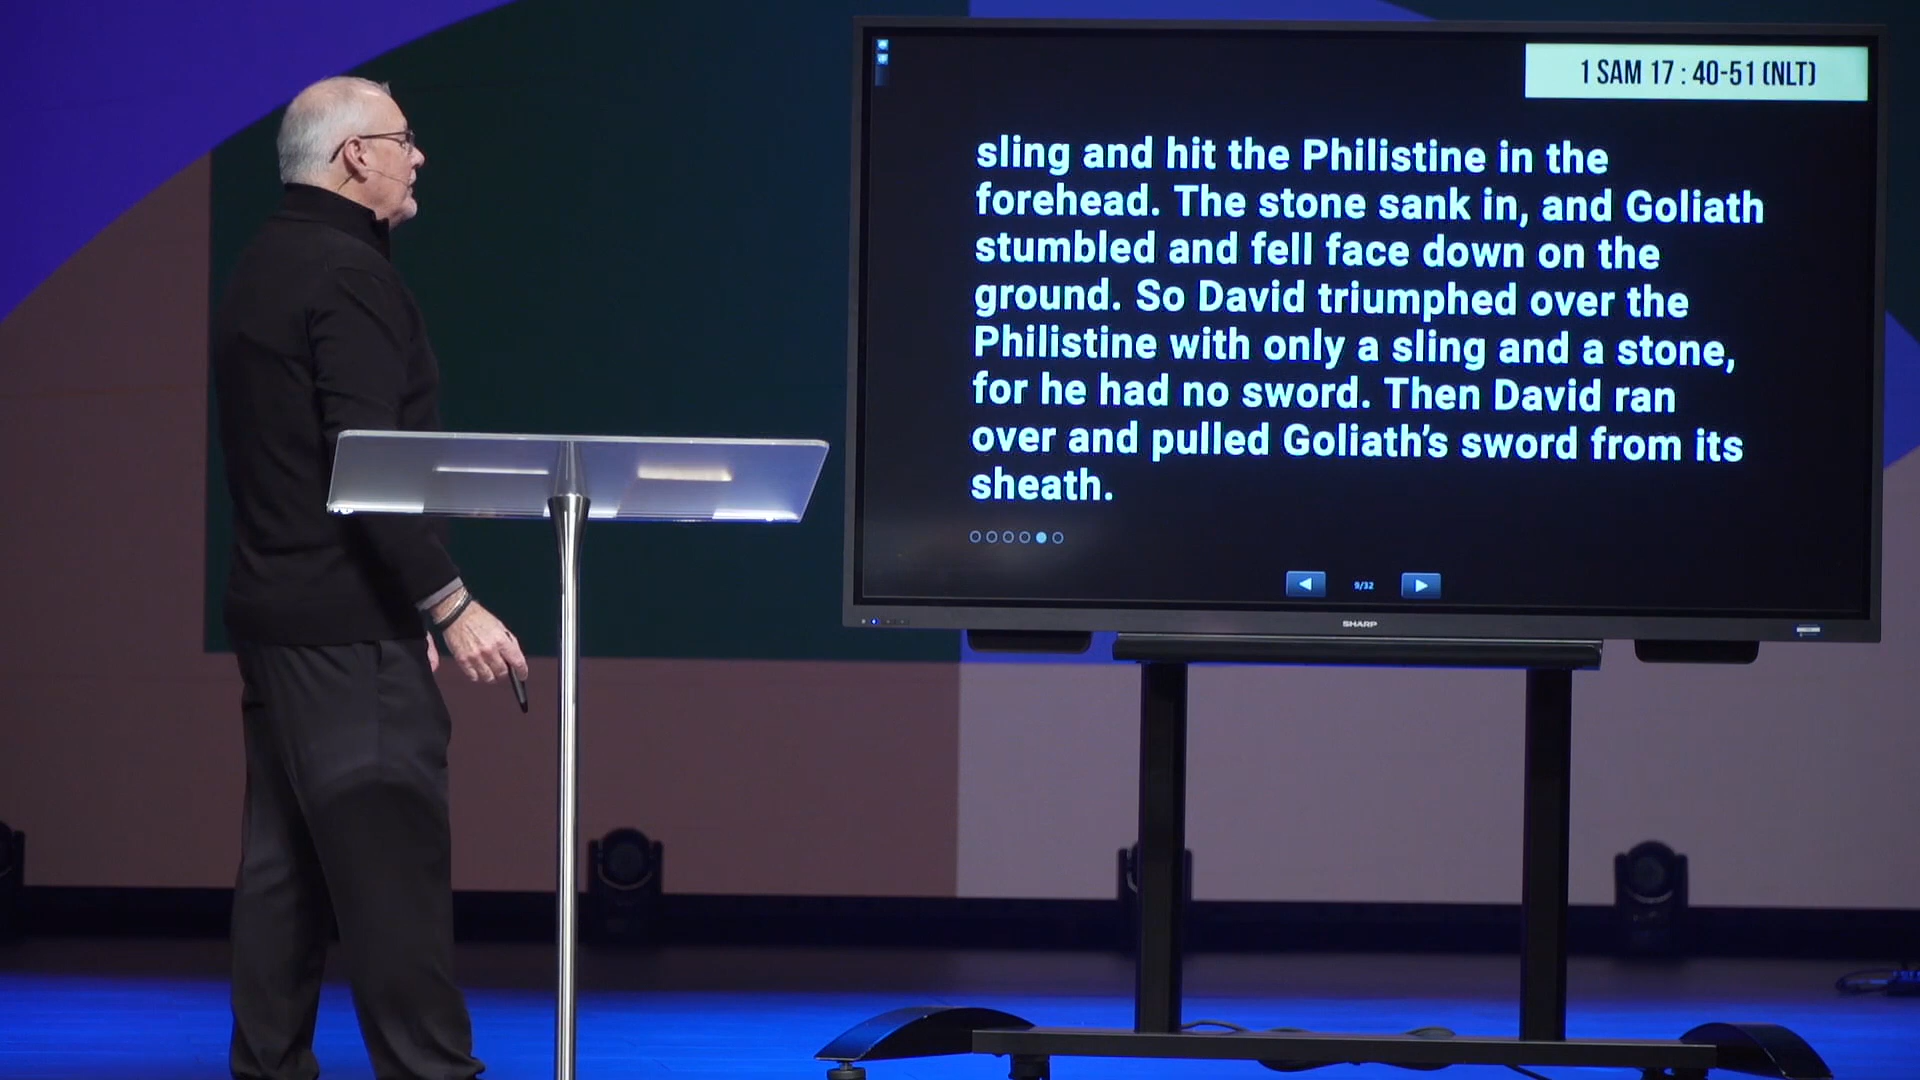 1 SAM 17 : 40-51 (NLT)
sling and hit the Philistine in the
forehead. The stone sank in, and Goliath
stumbled and fell face down on the
ground. So David triumphed over the
Philistine with only a sling and a stone,
for he had no sword. Then David ran
over and pulled Goliath's sword from its
sheath.
9/32
SHARP